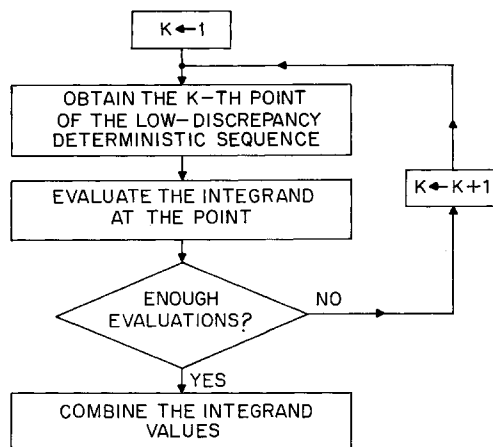 K←1
OBTAIN THE K-TH POINT
OF THE LOW-DISCREPANCY
DETERMINISTIC SEQUENCE
EVALUATE THE INTEGRAND
AT THE POINT
K←K+1
ENOUGH
EVALUATIONS?
NO
YES
COMBINE THE INTEGRAND
VALUES